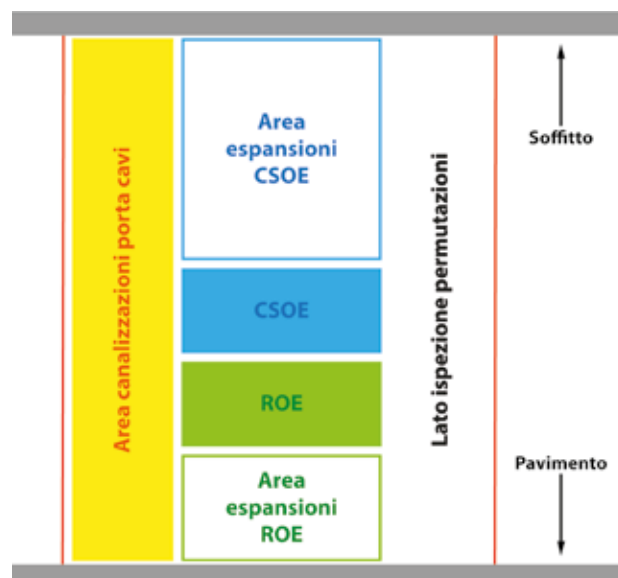 Area canalizzazioni porta cavi
Area
espansioni
CSOE
CSOE
ROE
Area
espansioni
ROE
Lato ispezione permutazioni
Soffitto
Pavimento